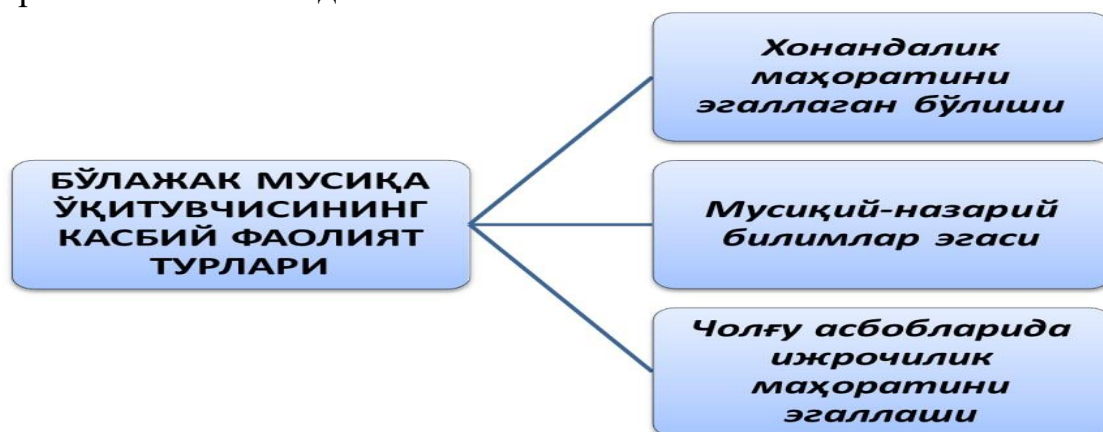 БЎЛАЖАК МУСИҚА
ЎҚИТУВЧИСИНИНГ
КАСБИЙ ФАОЛИЯТ
ТУРЛАРИ
Хонандалик
маҳоратини
эгаллаган бўлиши
Мусиқий-назарий
билимлар эгаси
Чолғу асбобларида
ижрочилик
маҳоратини
эгаллаши